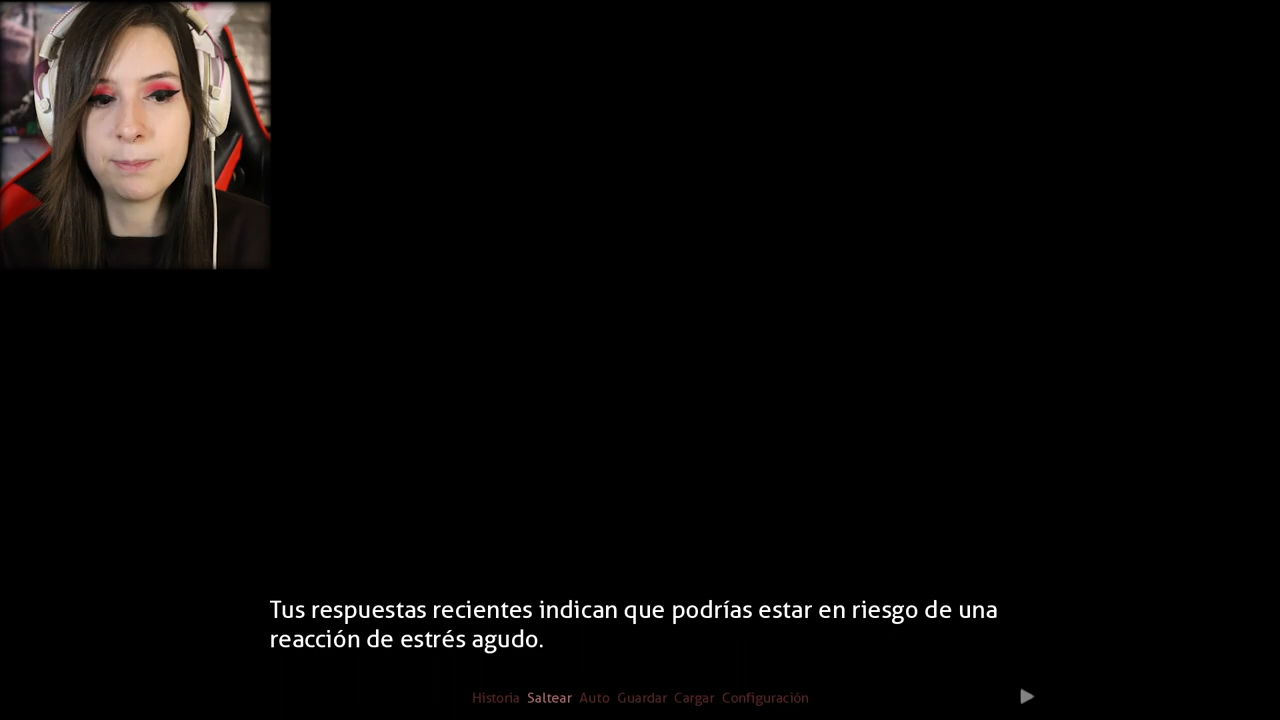 Tus respuestas recientes indican que podrías estar en riesgo de una
reacción de estrés agudo.
Historia Saltear Auto Guardar Cargar Configuración